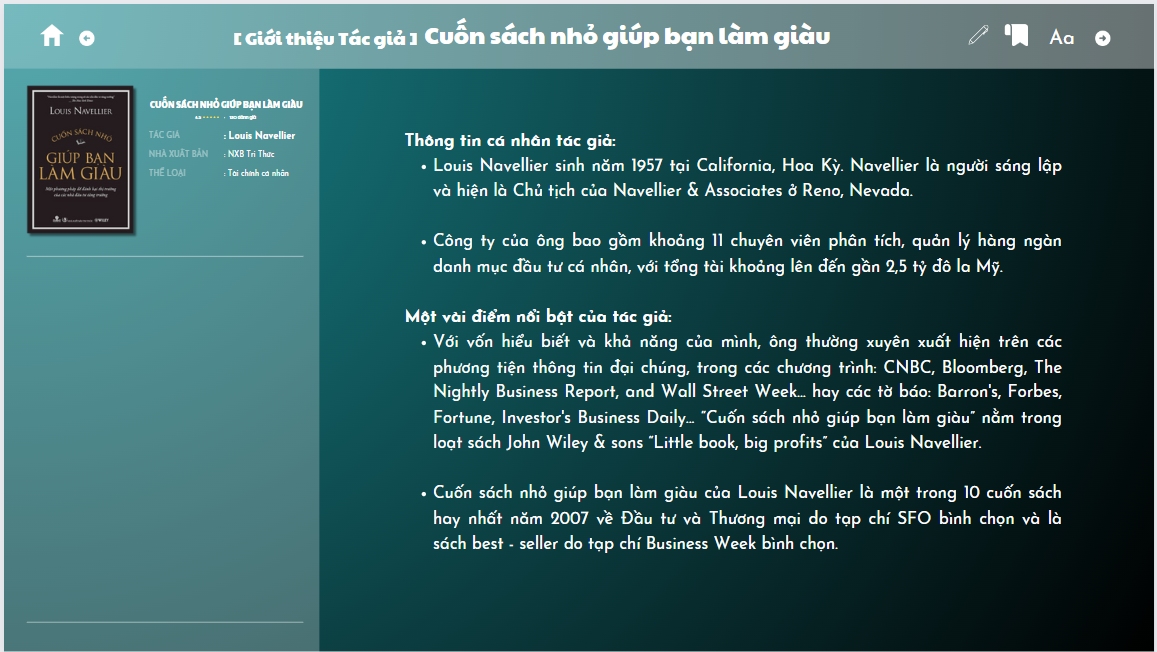 [ Giới thiệu Tác giả ] Cuốn sách nhỏ giúp bạn làm giàu
Aa
LOUIS NAVELLIER
CUỐN SÁCH NHỎ
GIÚP BẠN
LÀM GIÀU
CUỐN SÁCH NHỎ GIÚP BẠN LÀM GIÀU
TÁC GIẢ : Louis Navellier
NHÀ XUẤT BẢN : NXB Tri Thức
THỂ LOẠI : Tài chính cá nhân
Thông tin cá nhân tác giả:
• Louis Navellier sinh năm 1957 tại California, Hoa Kỳ. Navellier là người sáng lập
và hiện là Chủ tịch của Navellier & Associates ở Reno, Nevada.
• Công ty của ông bao gồm khoảng 11 chuyên viên phân tích, quản lý hàng ngàn
danh mục đầu tư cá nhân, với tổng tài khoảng lên đến gần 2,5 tỷ đô la Mỹ.
Một vài điểm nổi bật của tác giả:
• Với vốn hiểu biết và khả năng của mình, ông thường xuyên xuất hiện trên các
phương tiện thông tin đại chúng, trong các chương trình: CNBC, Bloomberg, The
Nightly Business Report, and Wall Street Week... hay các tờ báo: Barron's, Forbes,
Fortune, Investor's Business Daily... “Cuốn sách nhỏ giúp bạn làm giàu” nằm trong
loạt sách John Wiley & sons “Little book, big profits” của Louis Navellier.
• Cuốn sách nhỏ giúp bạn làm giàu của Louis Navellier là một trong 10 cuốn sách
hay nhất năm 2007 về Đầu tư và Thương mại do tạp chí SFO bình chọn và là
sách best - seller do tạp chí Business Week bình chọn.